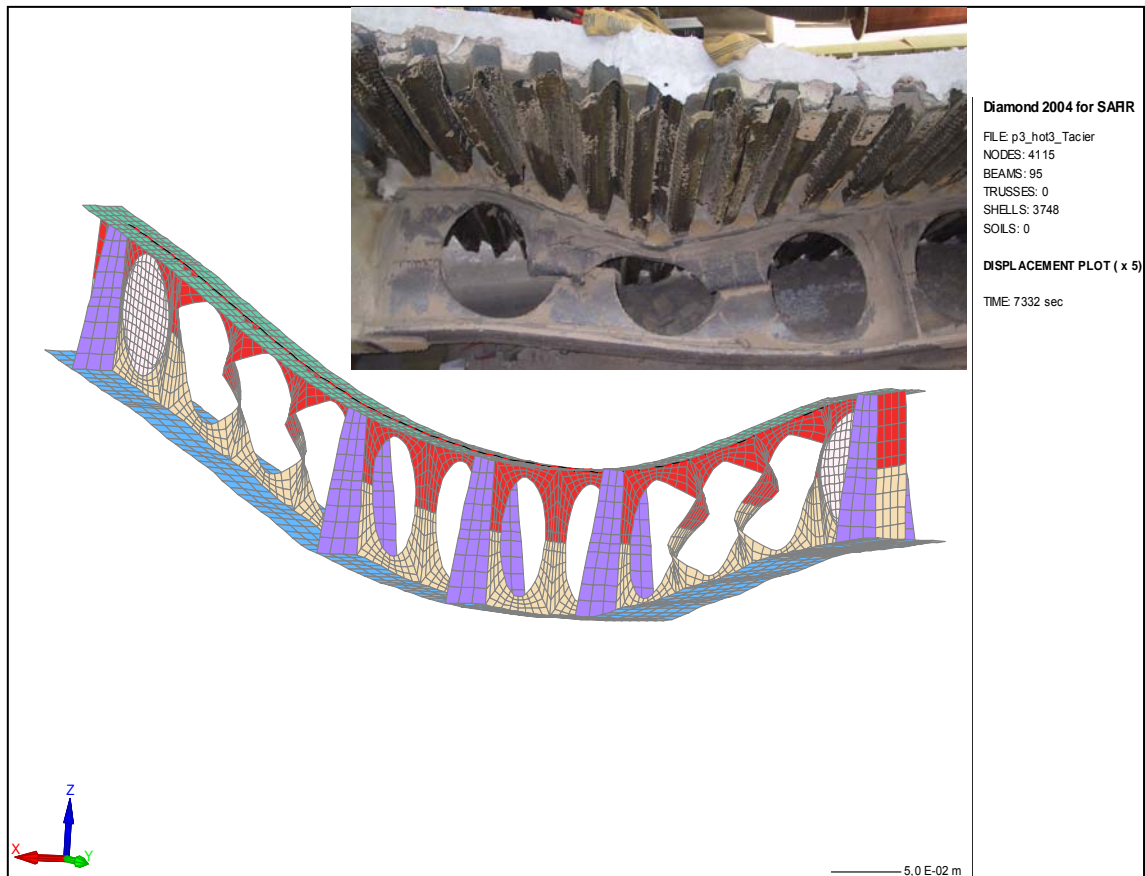 Diamond 2004 for SAFIR
FILE: p3_hot3_Tacier
NODES: 4115
BEAMS: 95
TRUSSES: 0
SHELLS: 3748
SOILS: 0
DISPLACEMENT PLOT ( x 5)
TIME: 7332 sec
Z
X
Y
5,0 E-02 m